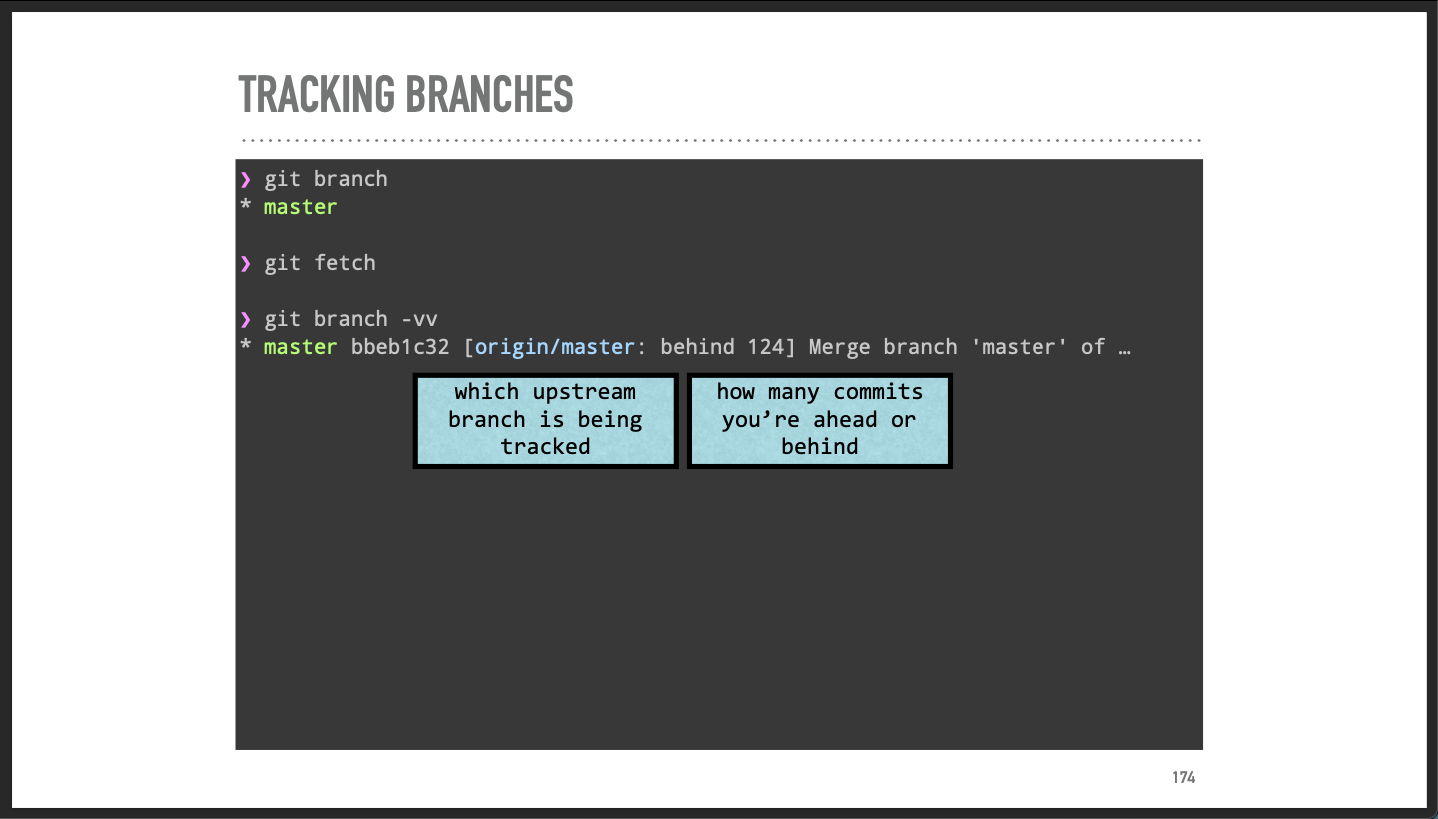 TRACKING BRANCHES
❯ git branch
* master
❯ git fetch
❯ git branch -vv
* master bbeb1c32 [origin/master: behind 124] Merge branch 'master' of …
which upstream
branch is being
tracked
how many commits
you’re ahead or
behind
174